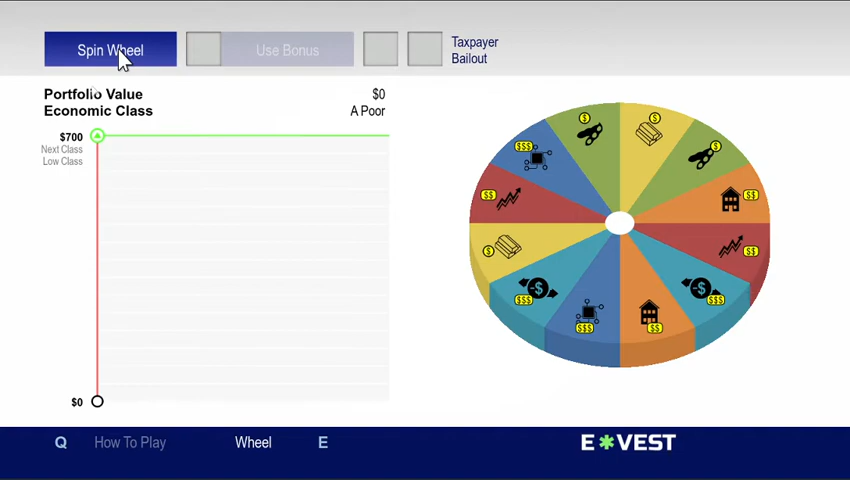 Spin Wheel
Use Bonus
Taxpayer
Bailout
Portfolio Value $0
Economic Class A Poor
$700
Next Class
Low Class
$0
$
$
$$$
$
$$
$$
$
$$
$
$$$
$
$$$
$$$
$$
Q How To Play Wheel E
E*VEST